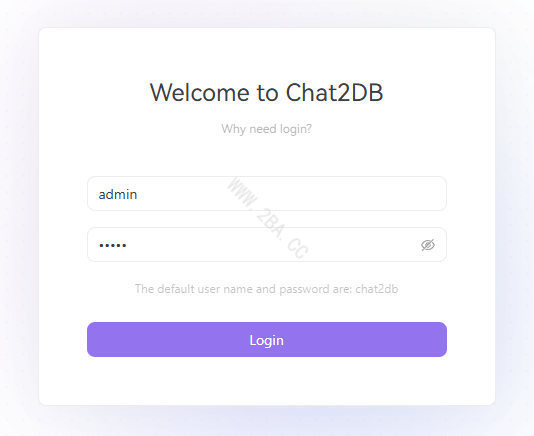 Welcome to Chat2DB
Why need login?
admin
•••••
WWW.2BA.CC
The default user name and password are: chat2db
Login